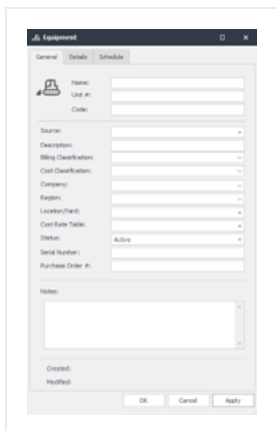 Equipment
General Details Schedule
Name:
Unit #:
Code:
Source:
Description:
Billing Classification:
Cost Classification:
Company:
Region:
Location/Yard:
Cost Rate Table:
Status: Active
Serial Number:
Purchase Order #:
Notes:
Created:
Modified:
OK Cancel Apply